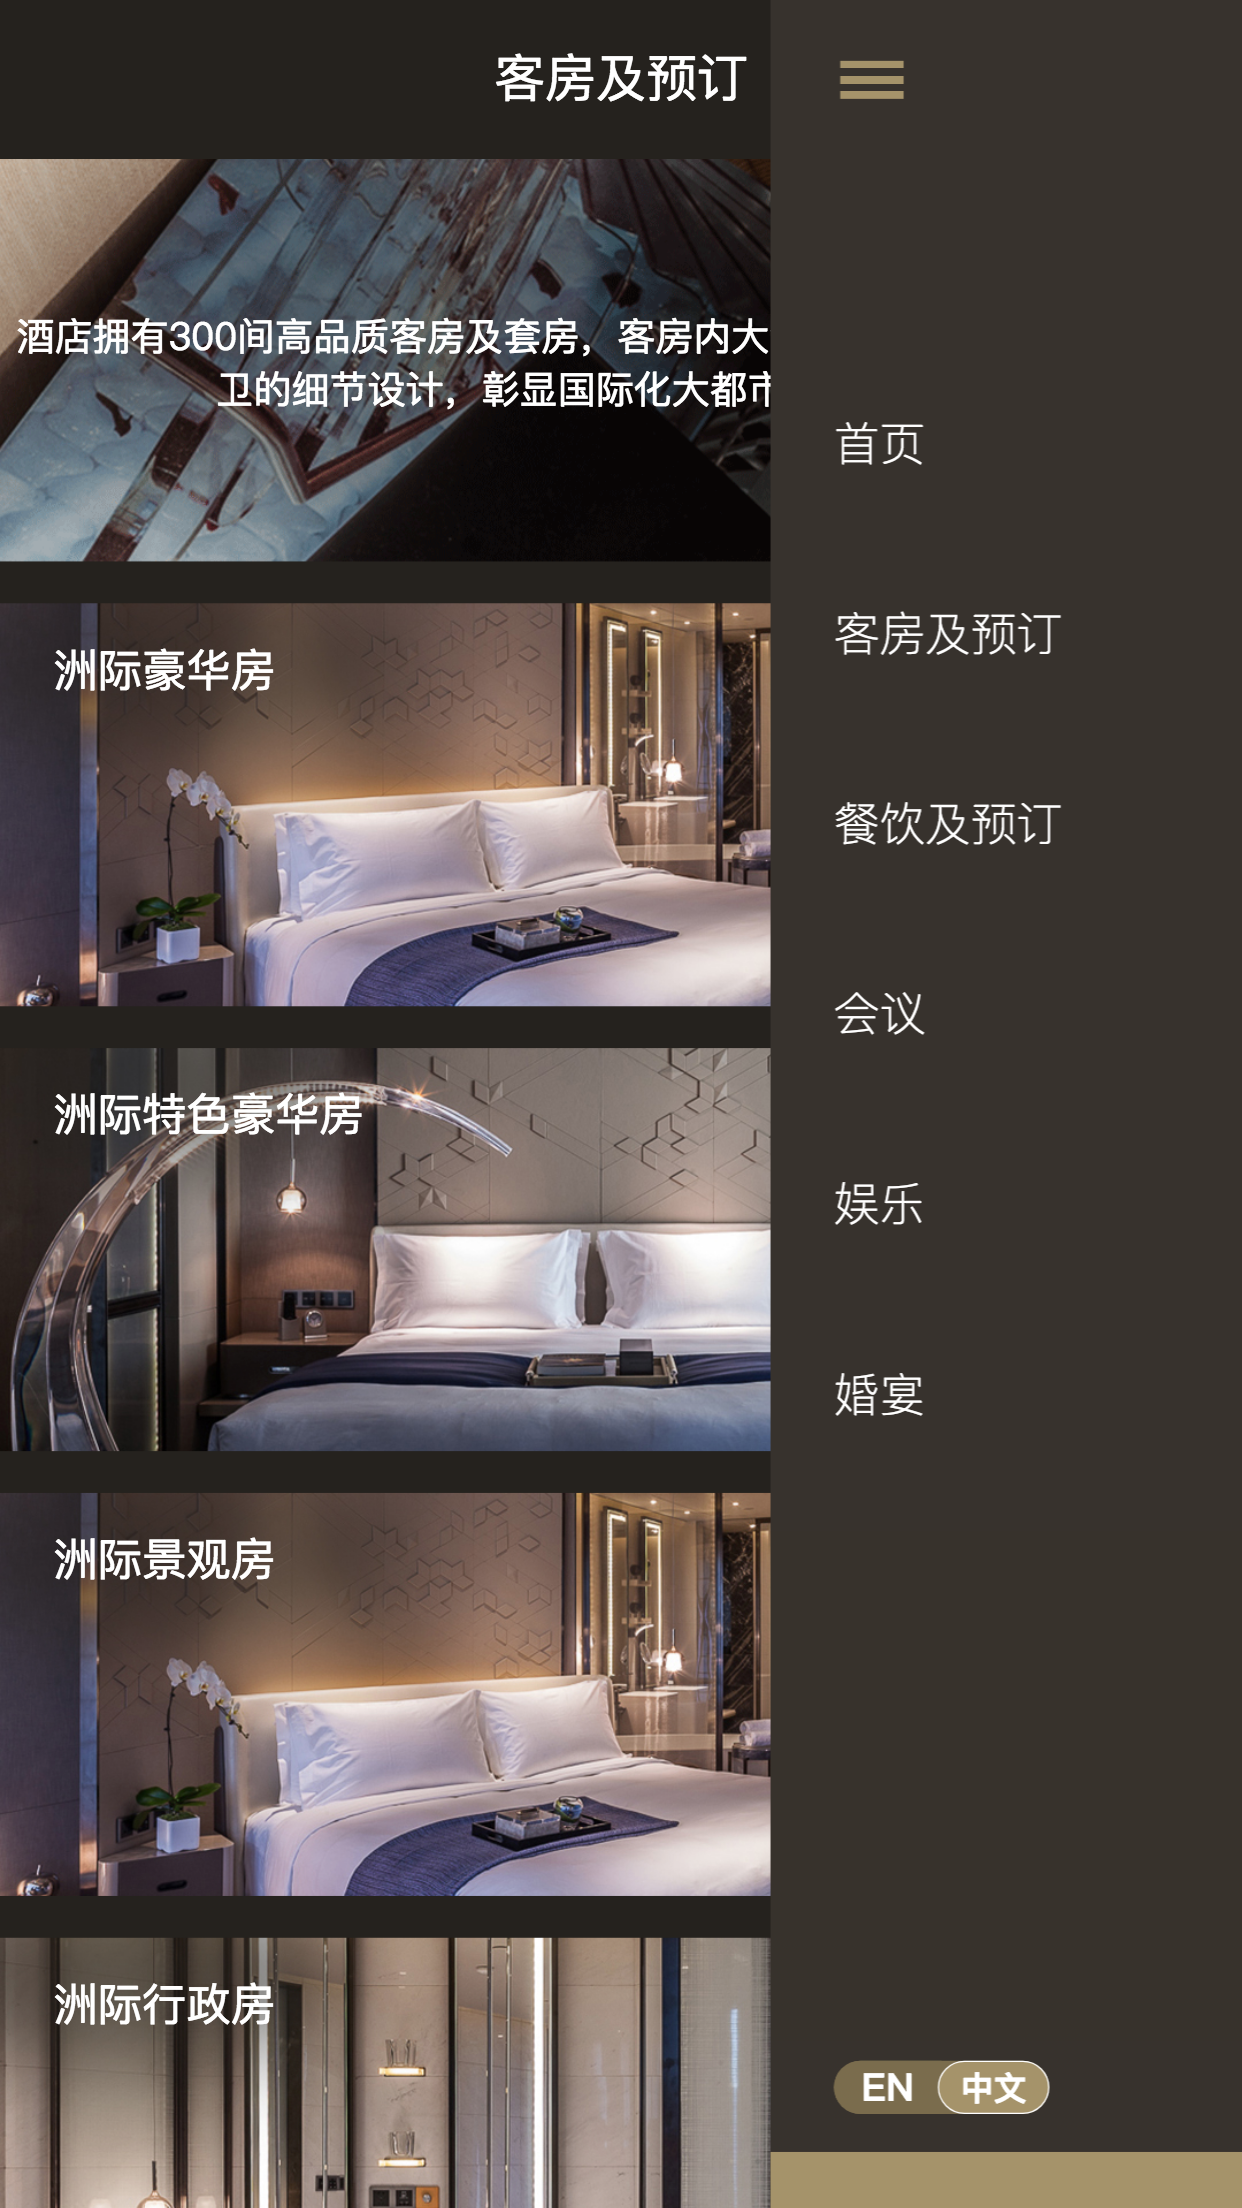 客房及预订
酒店拥有300间高品质客房及套房，客房内大
卫的细节设计，彰显国际化大都市
洲际豪华房
洲际特色豪华房
洲际景观房
洲际行政房
首页
客房及预订
餐饮及预订
会议
娱乐
婚宴
EN 中文